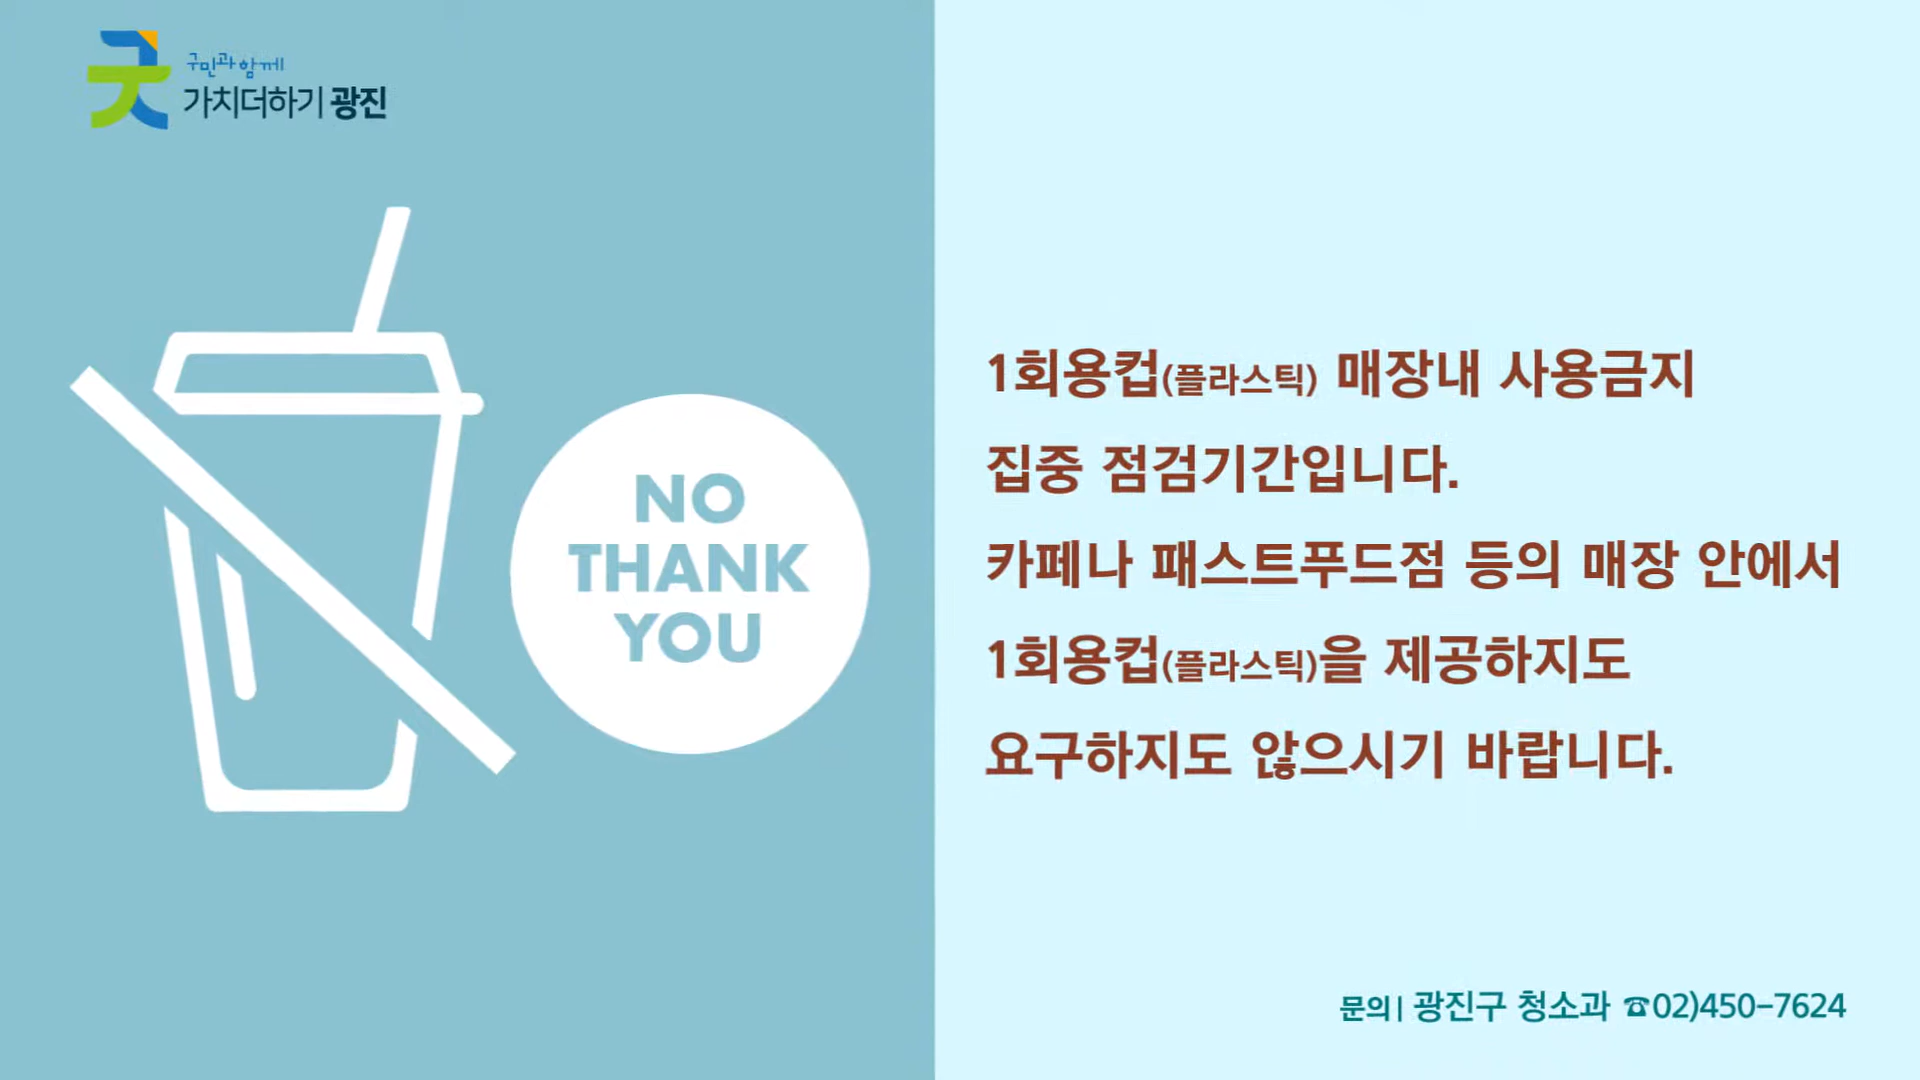 구민과 함께
가치더하기 광진
NO
THANK
YOU
1회용컵(플라스틱) 매장내 사용금지
집중 점검기간입니다.
카페나 패스트푸드점 등의 매장 안에서
1회용컵(플라스틱)을 제공하지도
요구하지도 않으시기 바랍니다.
문의| 광진구 청소과 ☎02)450-7624